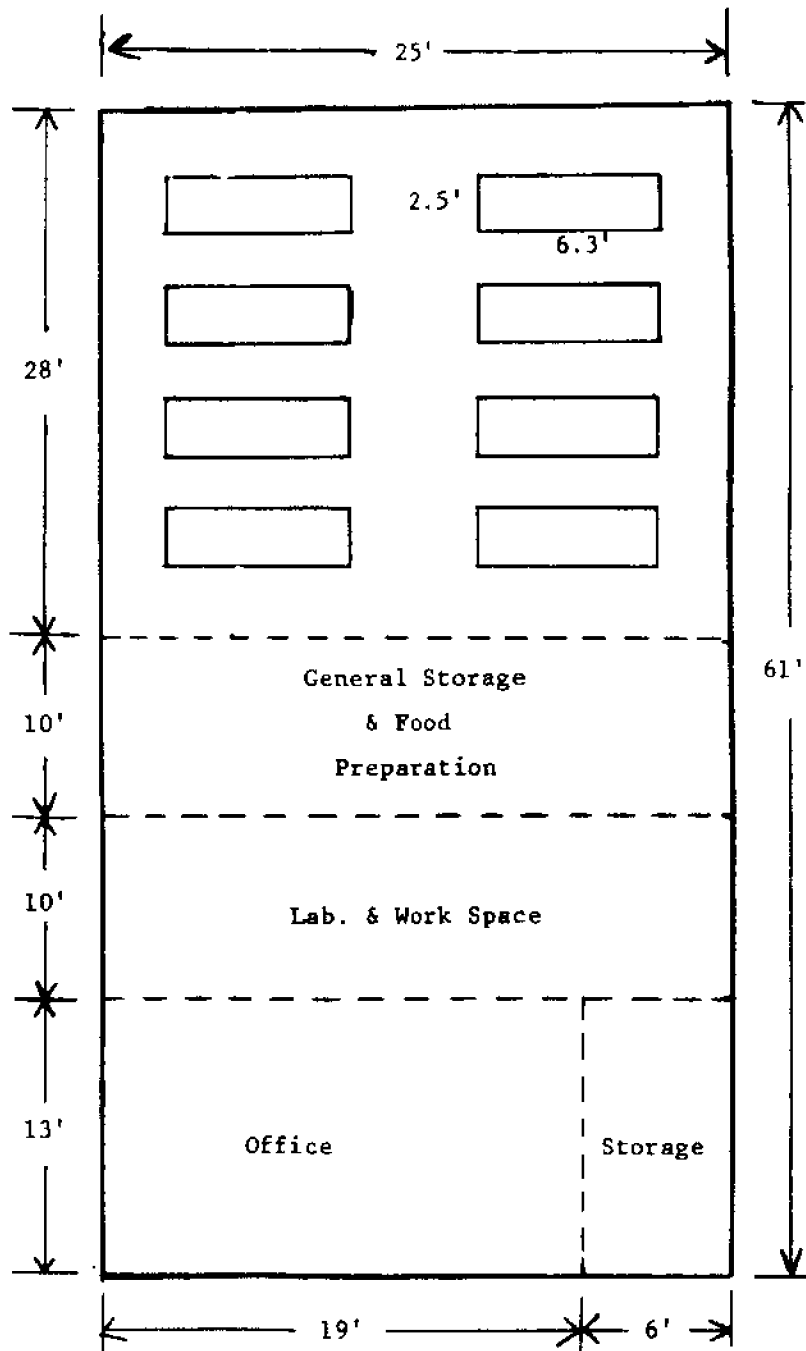 25'
2.5'
6.3'
28'
61'
General Storage
& Food
Preparation
10'
10'
Lab. & Work Space
13'
Office
Storage
19'
6'